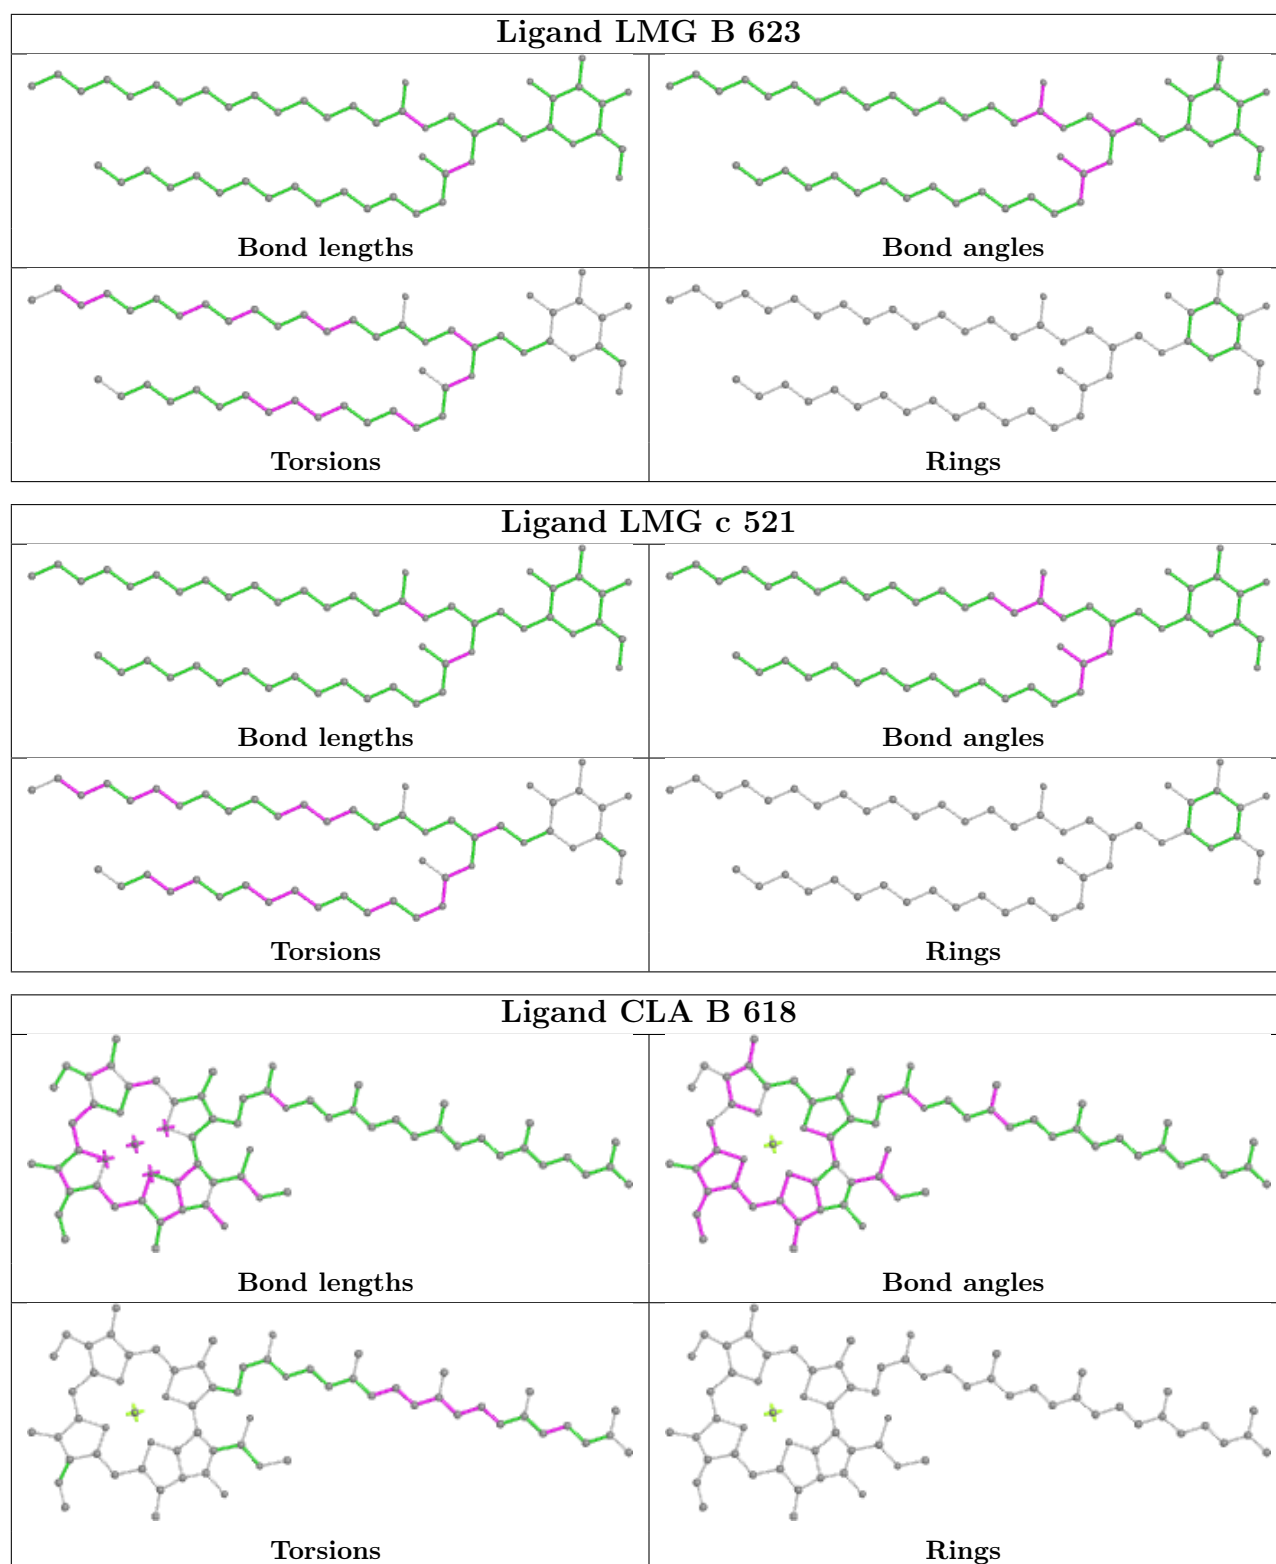 Ligand LMG B 623
Bond lengths
Bond angles
Torsions
Rings
Ligand LMG c 521
Bond lengths
Bond angles
Torsions
Rings
Ligand CLA B 618
Bond lengths
Bond angles
Torsions
Rings